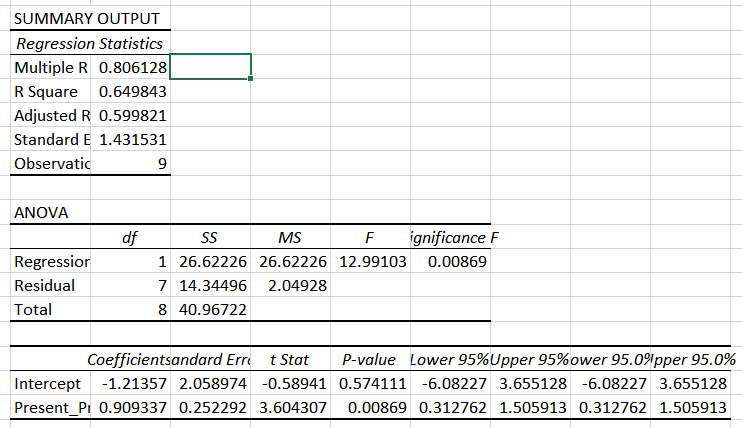 SUMMARY OUTPUT
Regression Statistics
Multiple R 0.806128
R Square 0.649843
Adjusted R 0.599821
Standard E 1.431531
Observatic 9
ANOVA
df SS MS F ignificance F
Regression 1 26.62226 26.62226 12.99103 0.00869
Residual 7 14.34496 2.04928
Total 8 40.96722
Coefficients andard Erro t Stat P-value Lower 95% Upper 95% ower 95.0% pper 95.0%
Intercept -1.21357 2.058974 -0.58941 0.574111 -6.08227 3.655128 -6.08227 3.655128
Present_Pr 0.909337 0.252292 3.604307 0.00869 0.312762 1.505913 0.312762 1.505913